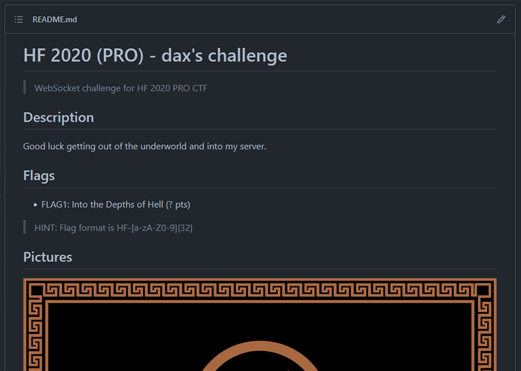 README.md
HF 2020 (PRO) - dax's challenge
WebSocket challenge for HF 2020 PRO CTF
Description
Good luck getting out of the underworld and into my server.
Flags
FLAG1: Into the Depths of Hell (? pts)
HINT: Flag format is HF-[a-zA-Z0-9]{32}
Pictures